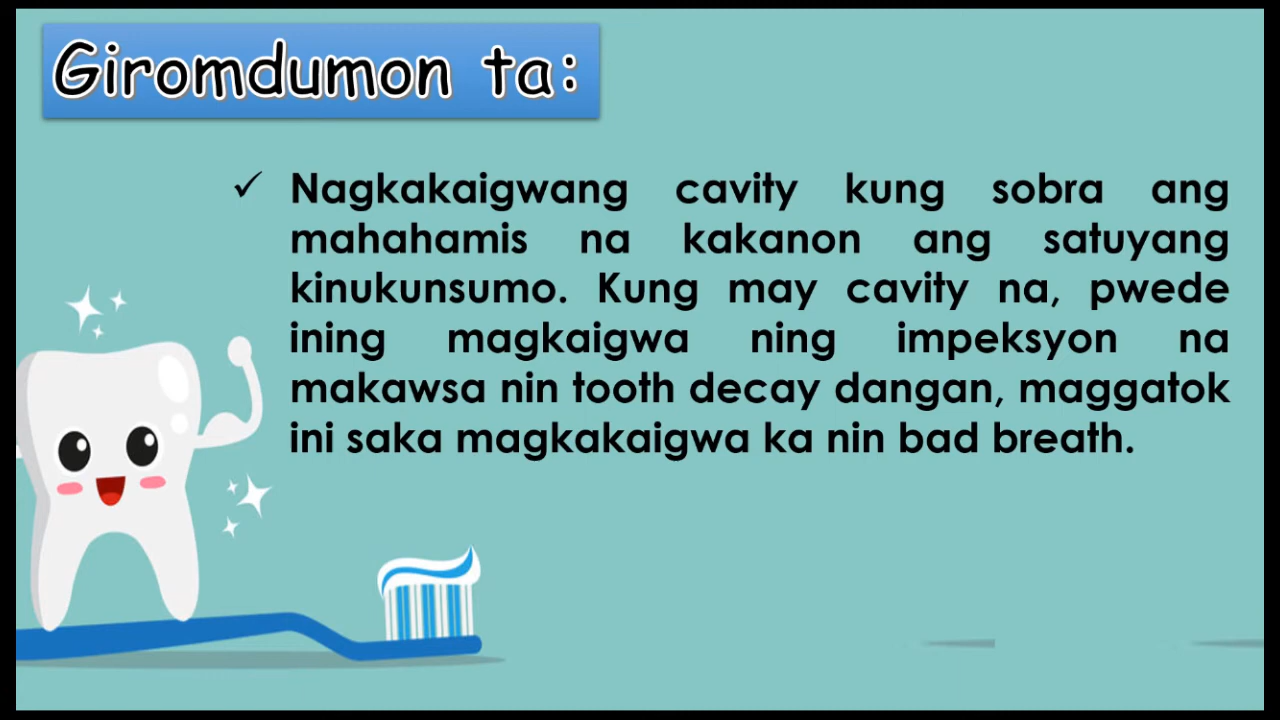 Giromdumon ta:
✓ Nagkakaigwang cavity kung sobra ang
mahahamis na kakanon ang satuyang
kinukunsumo. Kung may cavity na, pwede
ining magkaigwa ning impeksyon na
makawsa nin tooth decay dangan, maggatok
ini saka magkakaigwa ka nin bad breath.